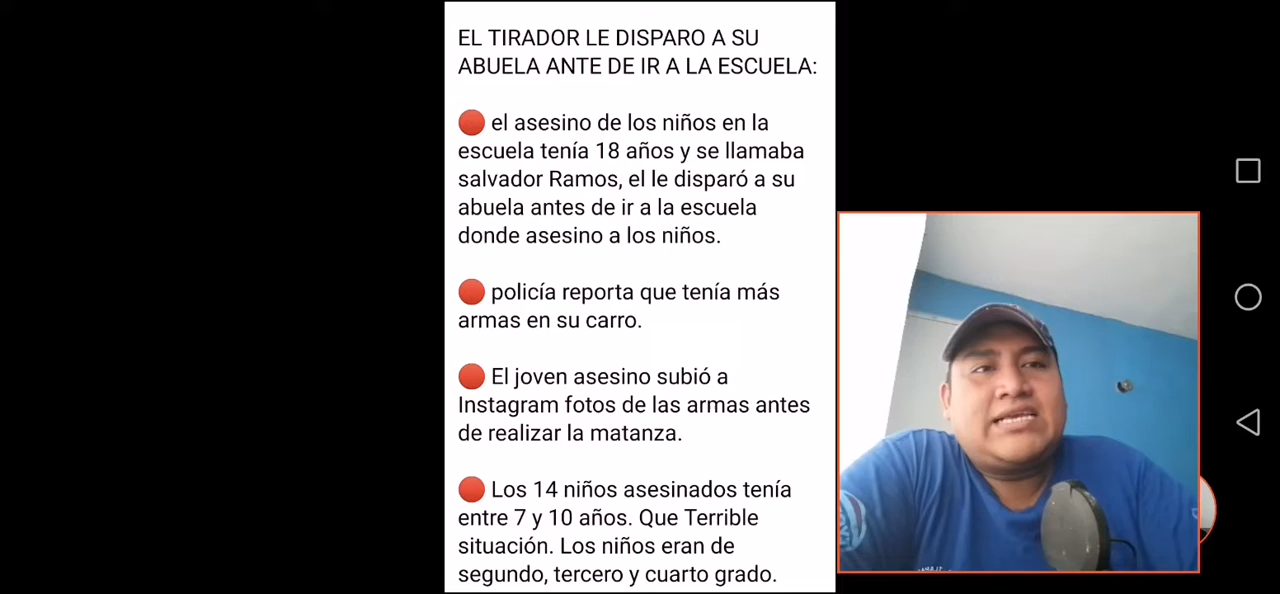 EL TIRADOR LE DISPARO A SU
ABUELA ANTE DE IR A LA ESCUELA:
🔴 el asesino de los niños en la
escuela tenía 18 años y se llamaba
salvador Ramos, el le disparó a su
abuela antes de ir a la escuela
donde asesino a los niños.
🔴 policía reporta que tenía más
armas en su carro.
🔴 El joven asesino subió a
Instagram fotos de las armas antes
de realizar la matanza.
🔴 Los 14 niños asesinados tenía
entre 7 y 10 años. Que Terrible
situación. Los niños eran de
segundo, tercero y cuarto grado.